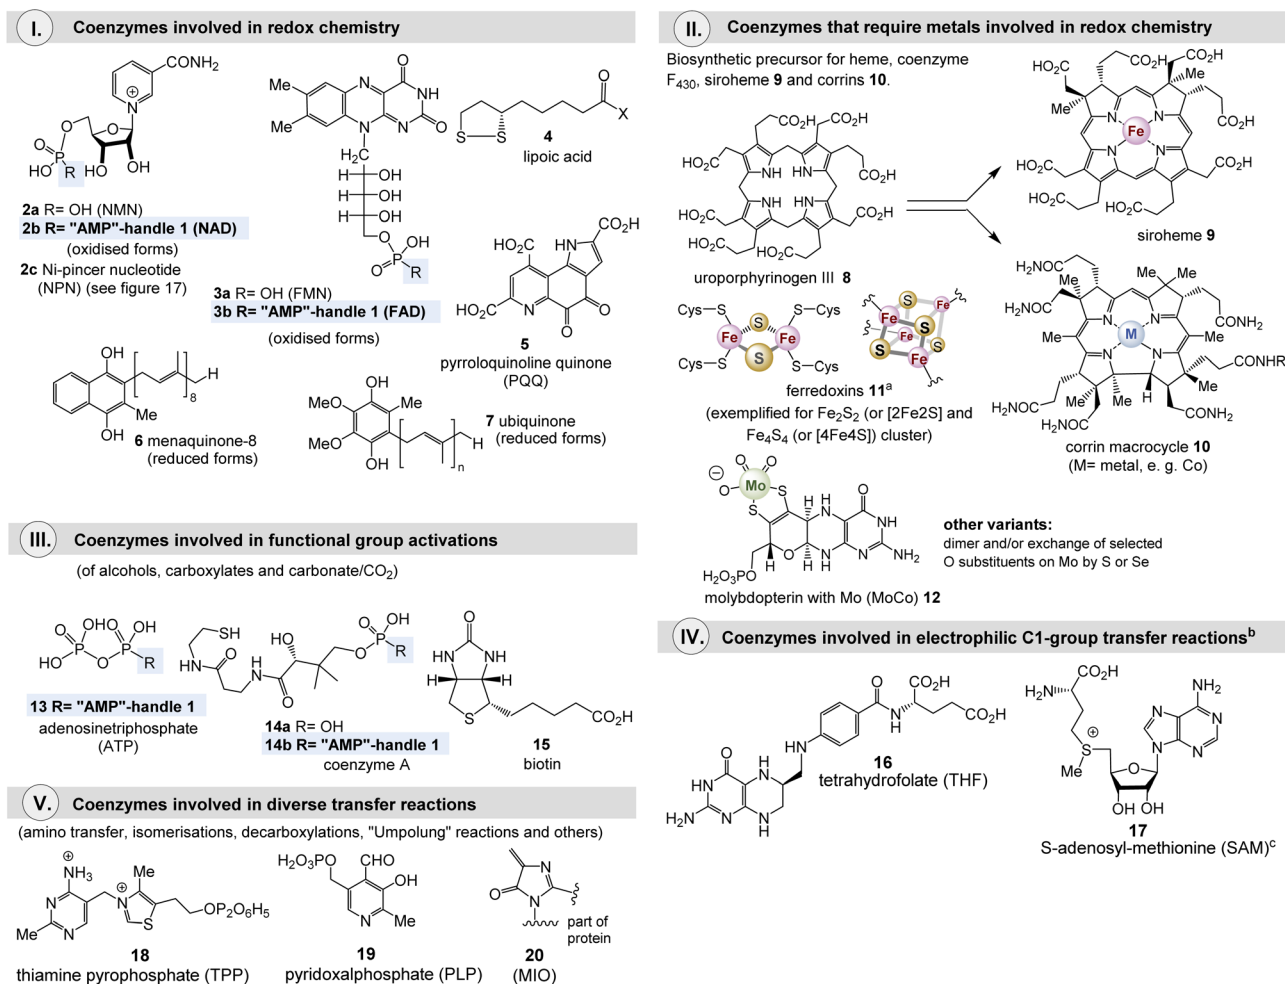 I. Coenzymes involved in redox chemistry
CONH2
N
+
O
O
O
P
HO
R
HO OH
2a R= OH (NMN)
2b R= "AMP"-handle 1 (NAD)
(oxidised forms)
2c Ni-pincer nucleotide
(NPN) (see figure 17)
O
Me N NH
Me N N O
H2C
H OH
H OH
H OH
O OH
P
O R
3a R= OH (FMN)
3b R= "AMP"-handle 1 (FAD)
(oxidised forms)
O
X
S S
4
lipoic acid
CO2H
HO2C HN
HO2C N O
O
5
pyrroloquinoline quinone
(PQQ)
OH
H
8
Me
OH
6 menaquinone-8
(reduced forms)
OH
MeO Me
MeO H
OH n
7 ubiquinone
(reduced forms)
II. Coenzymes that require metals involved in redox chemistry
Biosynthetic precursor for heme, coenzyme
F430, siroheme 9 and corrins 10.
CO2H CO2H
HO2C
NH HN
CO2H
NH HN
HO2C CO2H
HO2C CO2H
uroporphyrinogen III 8
CO2H CO2H
HO2C Me
Me
N N
CO2H
Fe
N N
HO2C CO2H
HO2C CO2H
siroheme 9
Cys S S Cys
S
Fe Fe
S
Cys S S Cys
S Fe
Fe S
Fe S
S Fe
ferredoxins 11a
(exemplified for Fe2S2 (or [2Fe2S] and
Fe4S4 (or [4Fe4S]) cluster)
H2NOC
Me Me Me
H2NOC
N N
CONH2
Me M Me
N N
CONHR
Me Me H Me
H2NOC
H2NOC CONH2
corrin macrocycle 10
(M= metal, e. g. Co)
O O
−
O Mo S
S H H O
N
NH
O N N NH2
H H H
H2O3PO
molybdopterin with Mo (MoCo) 12
other variants:
dimer and/or exchange of selected
O substituents on Mo by S or Se
III. Coenzymes involved in functional group activations
(of alcohols, carboxylates and carbonate/CO2)
OH O OH
O P P
HO O R
13 R= "AMP"-handle 1
adenosinetriphosphate
(ATP)
SH
HN O
H
N
O
HO
O
O OH
P
R
14a R= OH
14b R= "AMP"-handle 1
coenzyme A
O
HN NH
H H
S
CO2H
15
biotin
IV. Coenzymes involved in electrophilic C1-group transfer reactionsb
O CO2H
N CO2H
H
HN
O H
HN N
H2N N N
H
16
tetrahydrofolate (THF)
CO2H
H2N
+
S
Me
NH2
N N
N N
O
OH OH
17
S-adenosyl-methionine (SAM)c
V. Coenzymes involved in diverse transfer reactions
(amino transfer, isomerisations, decarboxylations, "Umpolung" reactions and others)
+
NH3 Me
+
N N
Me N S
OP2O6H5
18
thiamine pyrophosphate (TPP)
H2O3PO CHO
OH
N Me
19
pyridoxalphosphate (PLP)
N
O N
part of
protein
20
(MIO)